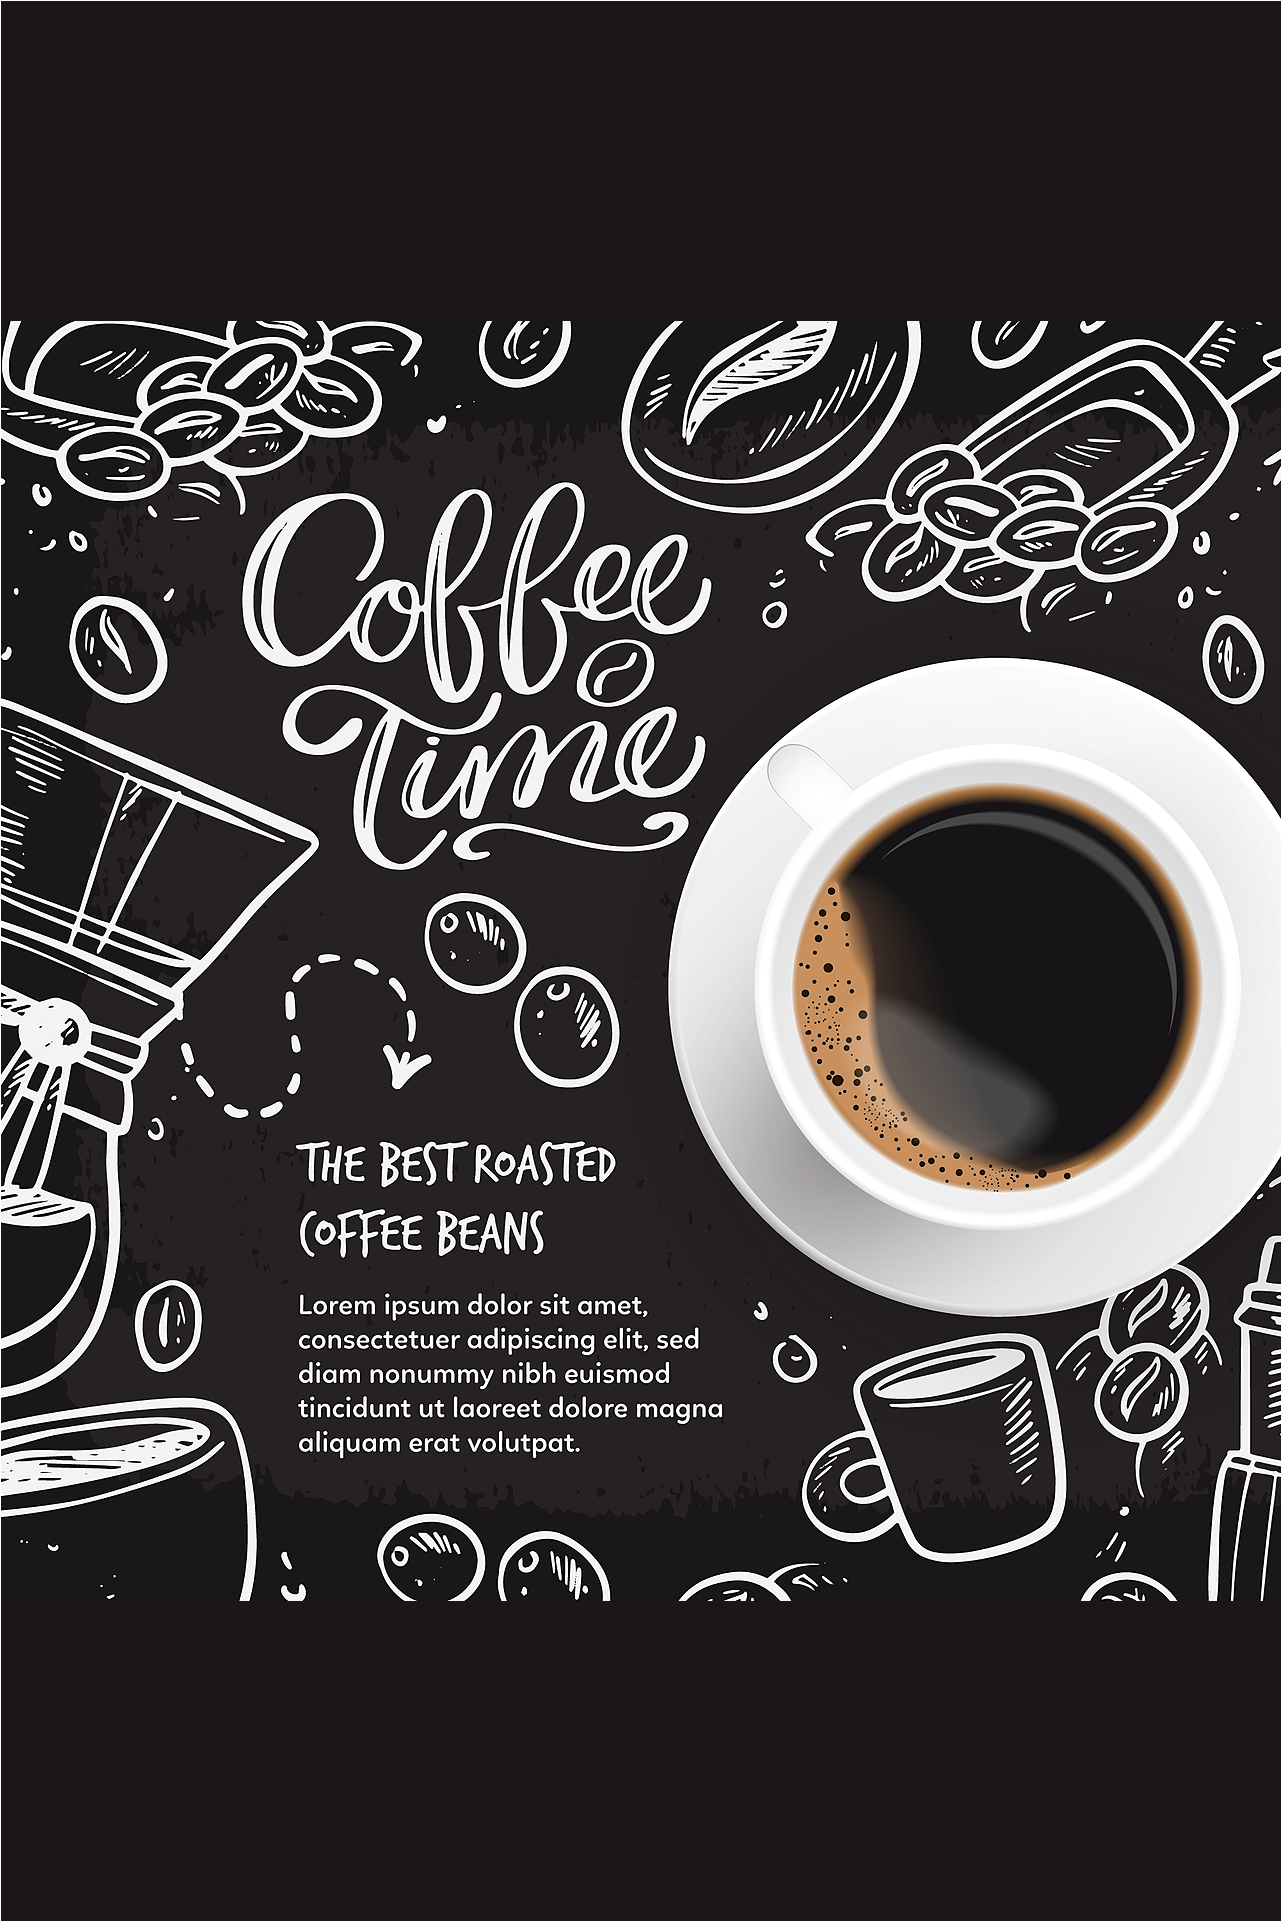 Coffee
Time
THE BEST ROASTED
COFFEE BEANS
Lorem ipsum dolor sit amet,
consectetuer adipiscing elit, sed
diam nonummy nibh euismod
tincidunt ut laoreet dolore magna
aliquam erat volutpat.